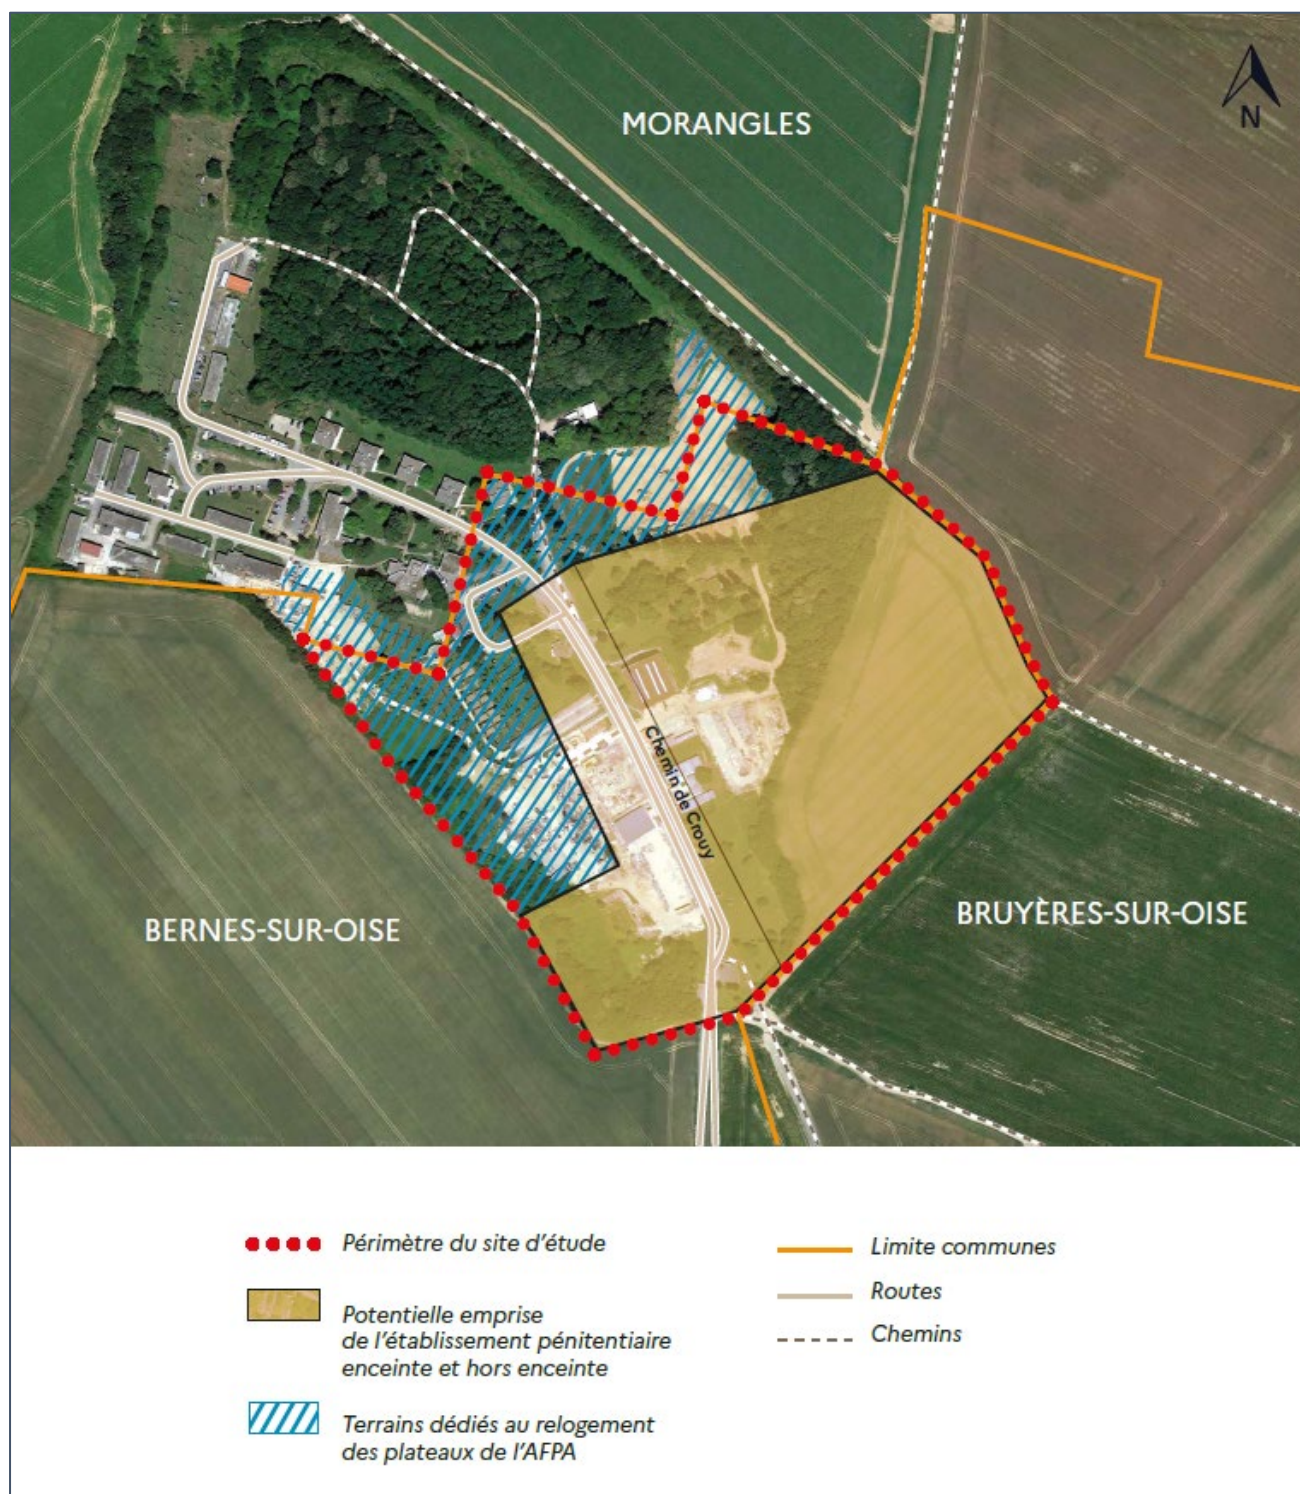 MORANGLES
N
Chemin de Crouy
BERNES-SUR-OISE
BRUYÈRES-SUR-OISE
Périmètre du site d'étude
Potentielle emprise
de l'établissement pénitentiaire
enceinte et hors enceinte
Terrains dédiés au relogement
des plateaux de l'AFPA
Limite communes
Routes
Chemins